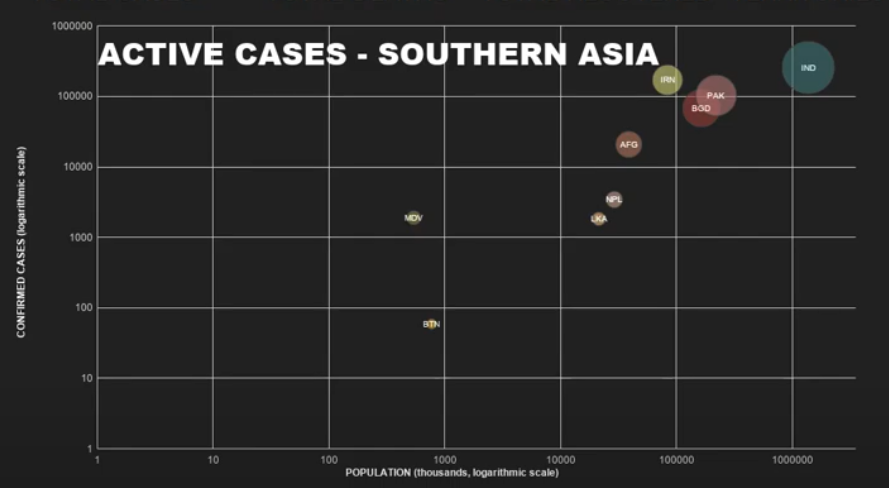 1000000
ACTIVE CASES - SOUTHERN ASIA
IND
IRN
PAK
100000
BGD
AFG
10000
NPL
MDV
LKA
1000
CONFIRMED CASES (logarithmic scale)
100
BTN
10
1
1 10 100 1000 10000 100000 1000000
POPULATION (thousands, logarithmic scale)